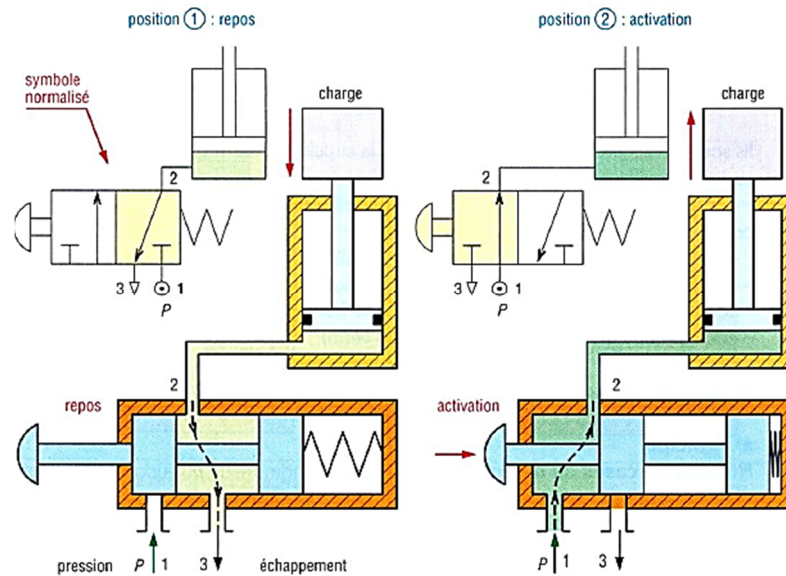 position 1 : repos
position 2 : activation
symbole
normalisé
charge
2
3
1
P
charge
2
3
1
P
2
repos
2
activation
pression P 1
3 échappement
P 1
3